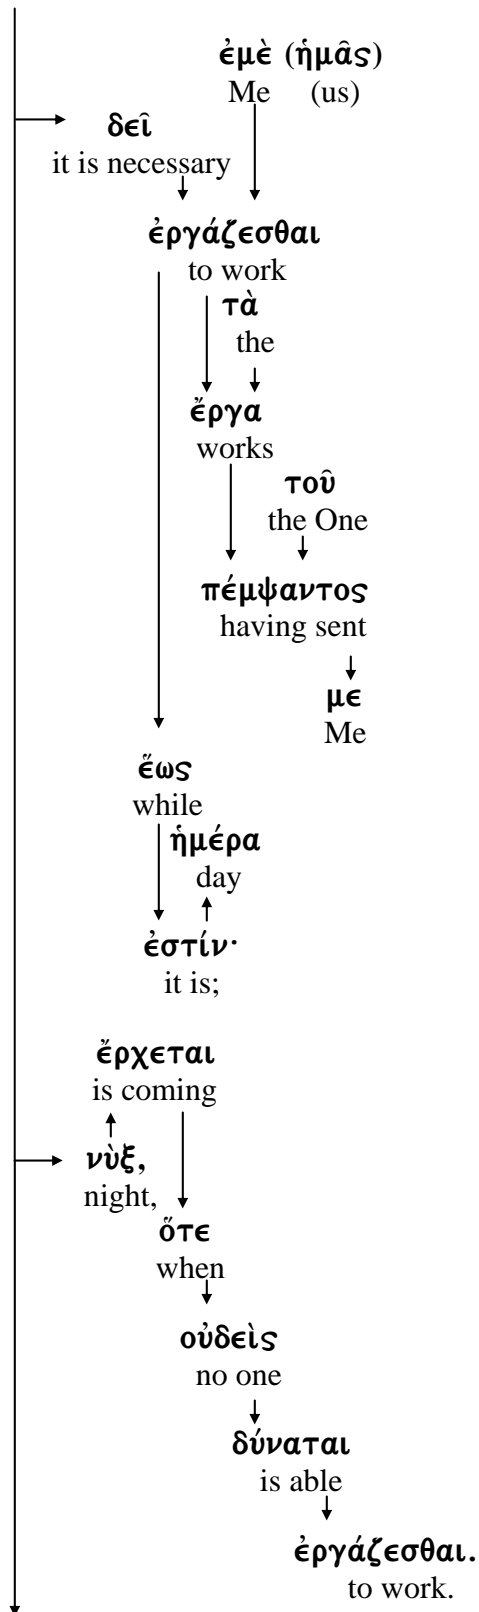 ἐμὲ (ἡμᾶς)
Me (us)
δεῖ
it is necessary
ἐργάζεσθαι
to work
τὰ
the
ἔργα
works
τοῦ
the One
πέμψαντος
having sent
με
Me
ἕως
while
ἡμέρα
day
ἐστίν·
it is;
ἔρχεται
is coming
νὺξ,
night,
ὅτε
when
οὐδεὶς
no one
δύναται
is able
ἐργάζεσθαι.
to work.